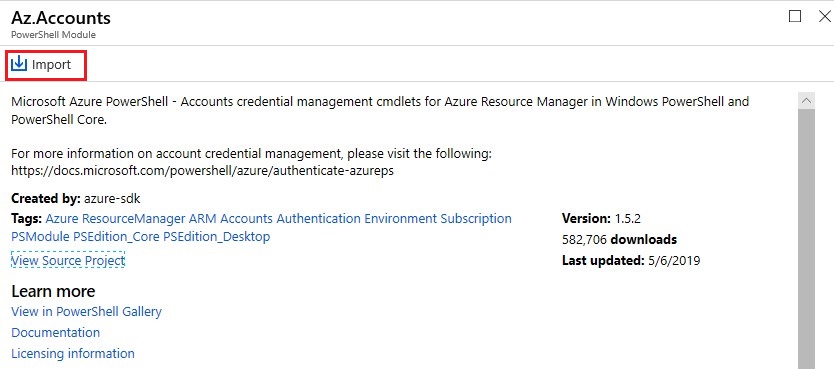 Az.Accounts
PowerShell Module
Import
Microsoft Azure PowerShell - Accounts credential management cmdlets for Azure Resource Manager in Windows PowerShell and
PowerShell Core.
For more information on account credential management, please visit the following:
https://docs.microsoft.com/powershell/azure/authenticate-azureps
Created by: azure-sdk
Tags: Azure ResourceManager ARM Accounts Authentication Environment Subscription
PSModule PSEdition_Core PSEdition_Desktop
View Source Project
Version: 1.5.2
582,706 downloads
Last updated: 5/6/2019
Learn more
View in PowerShell Gallery
Documentation
Licensing information